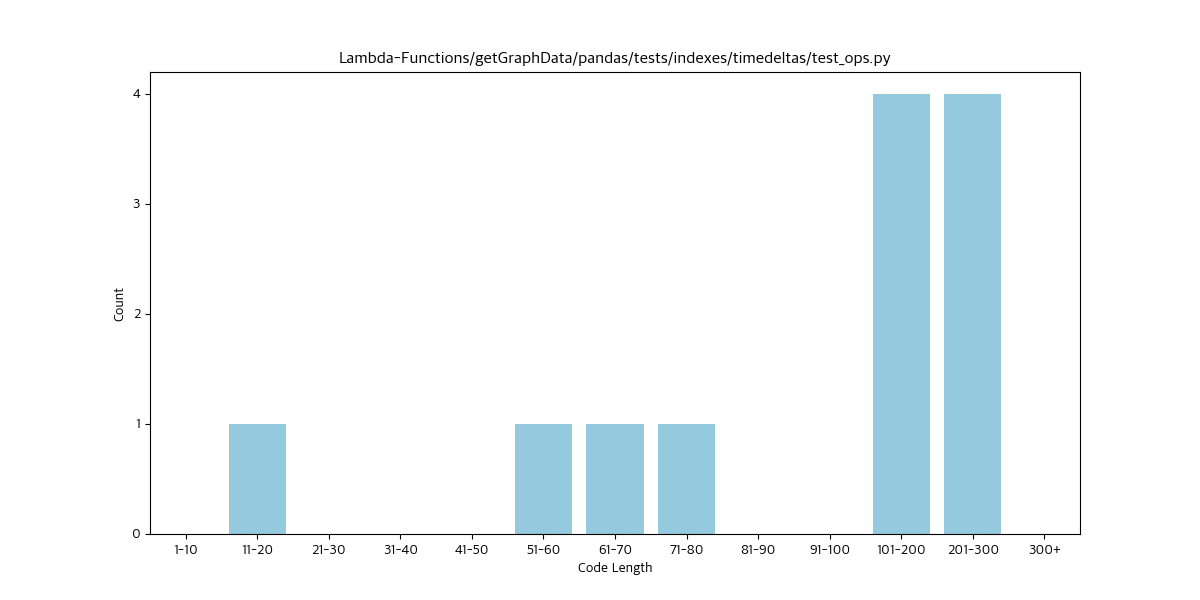 Lambda-Functions/getGraphData/pandas/tests/indexes/timedeltas/test_ops.py
4
3
2
1
0
Count
1-10 11-20 21-30 31-40 41-50 51-60 61-70 71-80 81-90 91-100 101-200 201-300 300+
Code Length